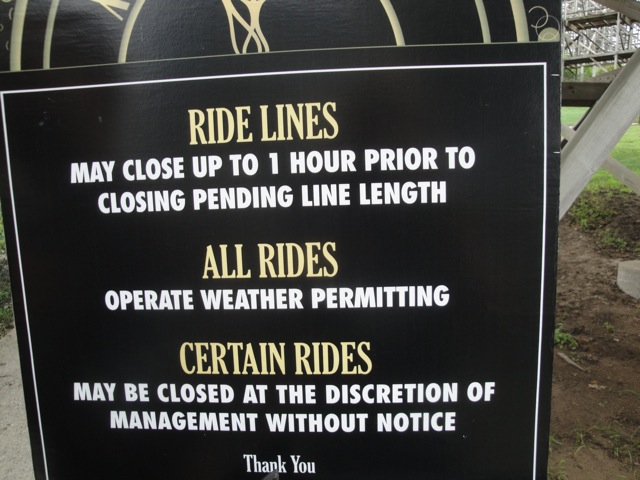 RIDE LINES
MAY CLOSE UP TO 1 HOUR PRIOR TO
CLOSING PENDING LINE LENGTH
ALL RIDES
OPERATE WEATHER PERMITTING
CERTAIN RIDES
MAY BE CLOSED AT THE DISCRETION OF
MANAGEMENT WITHOUT NOTICE
Thank You